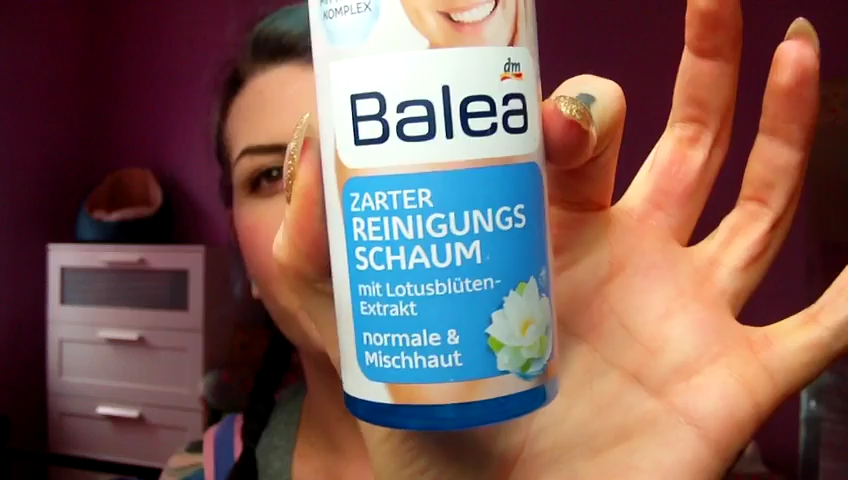 KOMPLEX
dm
Balea
ZARTER
REINIGUNGS
SCHAUM
mit Lotusblüten-
Extrakt
normale &
Mischhaut